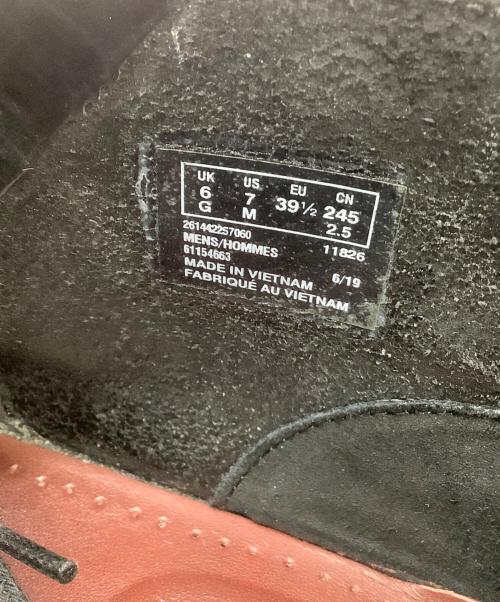 UK US EU CN
6 7 39½ 245
G M 2.5
261442257060 11826
MENS/HOMMES
61154663 6/19
MADE IN VIETNAM
FABRIQUÉ AU VIETNAM